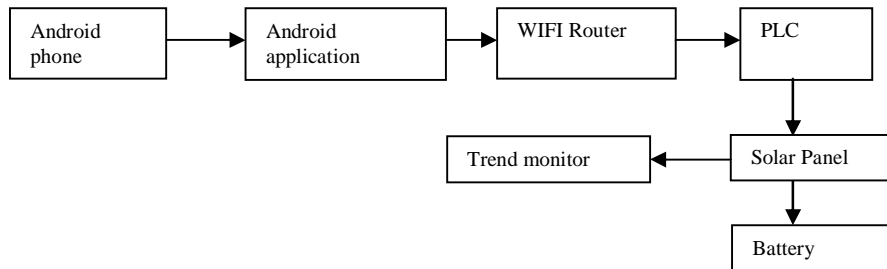 Android
phone
Android
application
WIFI Router
PLC
Trend monitor
Solar Panel
Battery